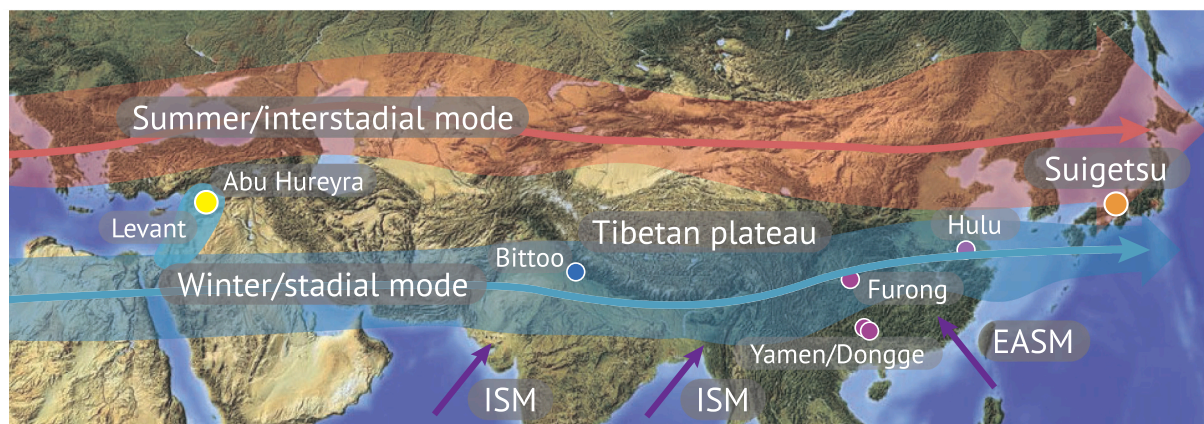 Summer/interstadial mode
Abu Hureyra
Suigetsu
Levant
Tibetan plateau
Hulu
Bittoo
Winter/stadial mode
Furong
Yamen/Dongge
EASM
ISM
ISM